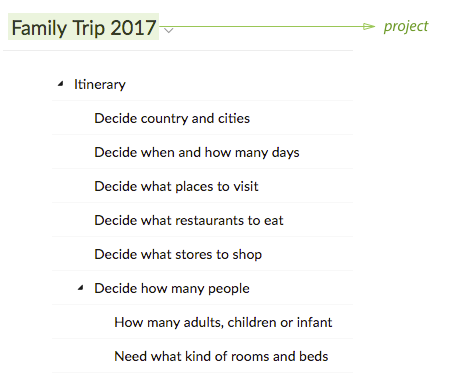 Family Trip 2017 project
Itinerary
Decide country and cities
Decide when and how many days
Decide what places to visit
Decide what restaurants to eat
Decide what stores to shop
Decide how many people
How many adults, children or infant
Need what kind of rooms and beds